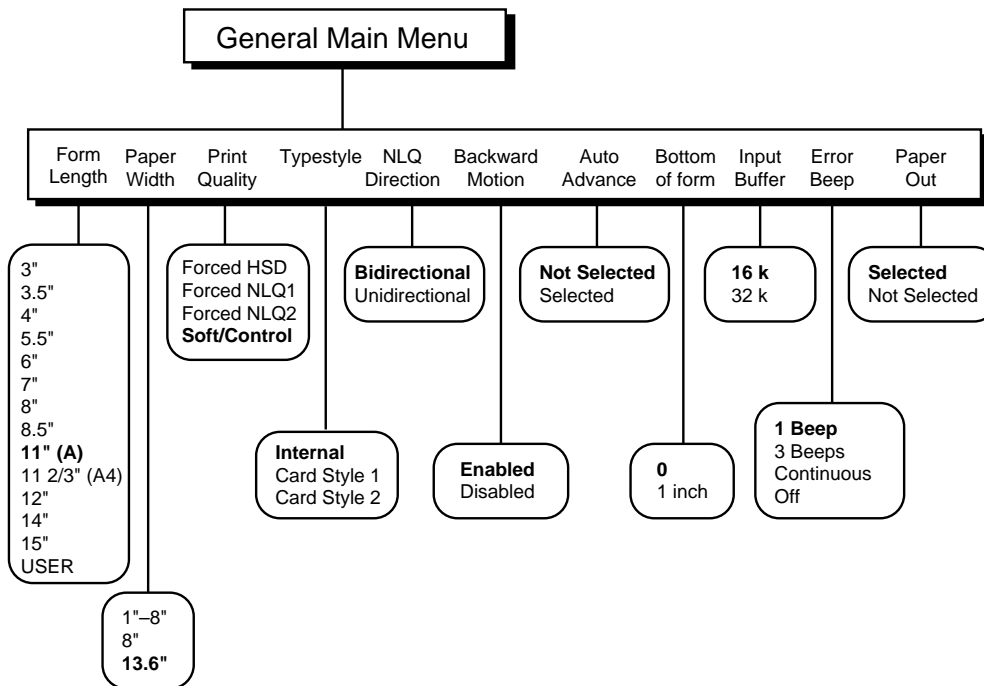 General Main Menu
Form Length
Paper Width
Print Quality
Typestyle
NLQ Direction
Backward Motion
Auto Advance
Bottom of form
Input Buffer
Error Beep
Paper Out
3"
3.5"
4"
5.5"
6"
7"
8"
8.5"
11" (A)
11 2/3" (A4)
12"
14"
15"
USER
1"–8"
8"
13.6"
Forced HSD
Forced NLQ1
Forced NLQ2
Soft/Control
Internal
Card Style 1
Card Style 2
Bidirectional
Unidirectional
Enabled
Disabled
Not Selected
Selected
0
1 inch
16 k
32 k
1 Beep
3 Beeps
Continuous
Off
Selected
Not Selected